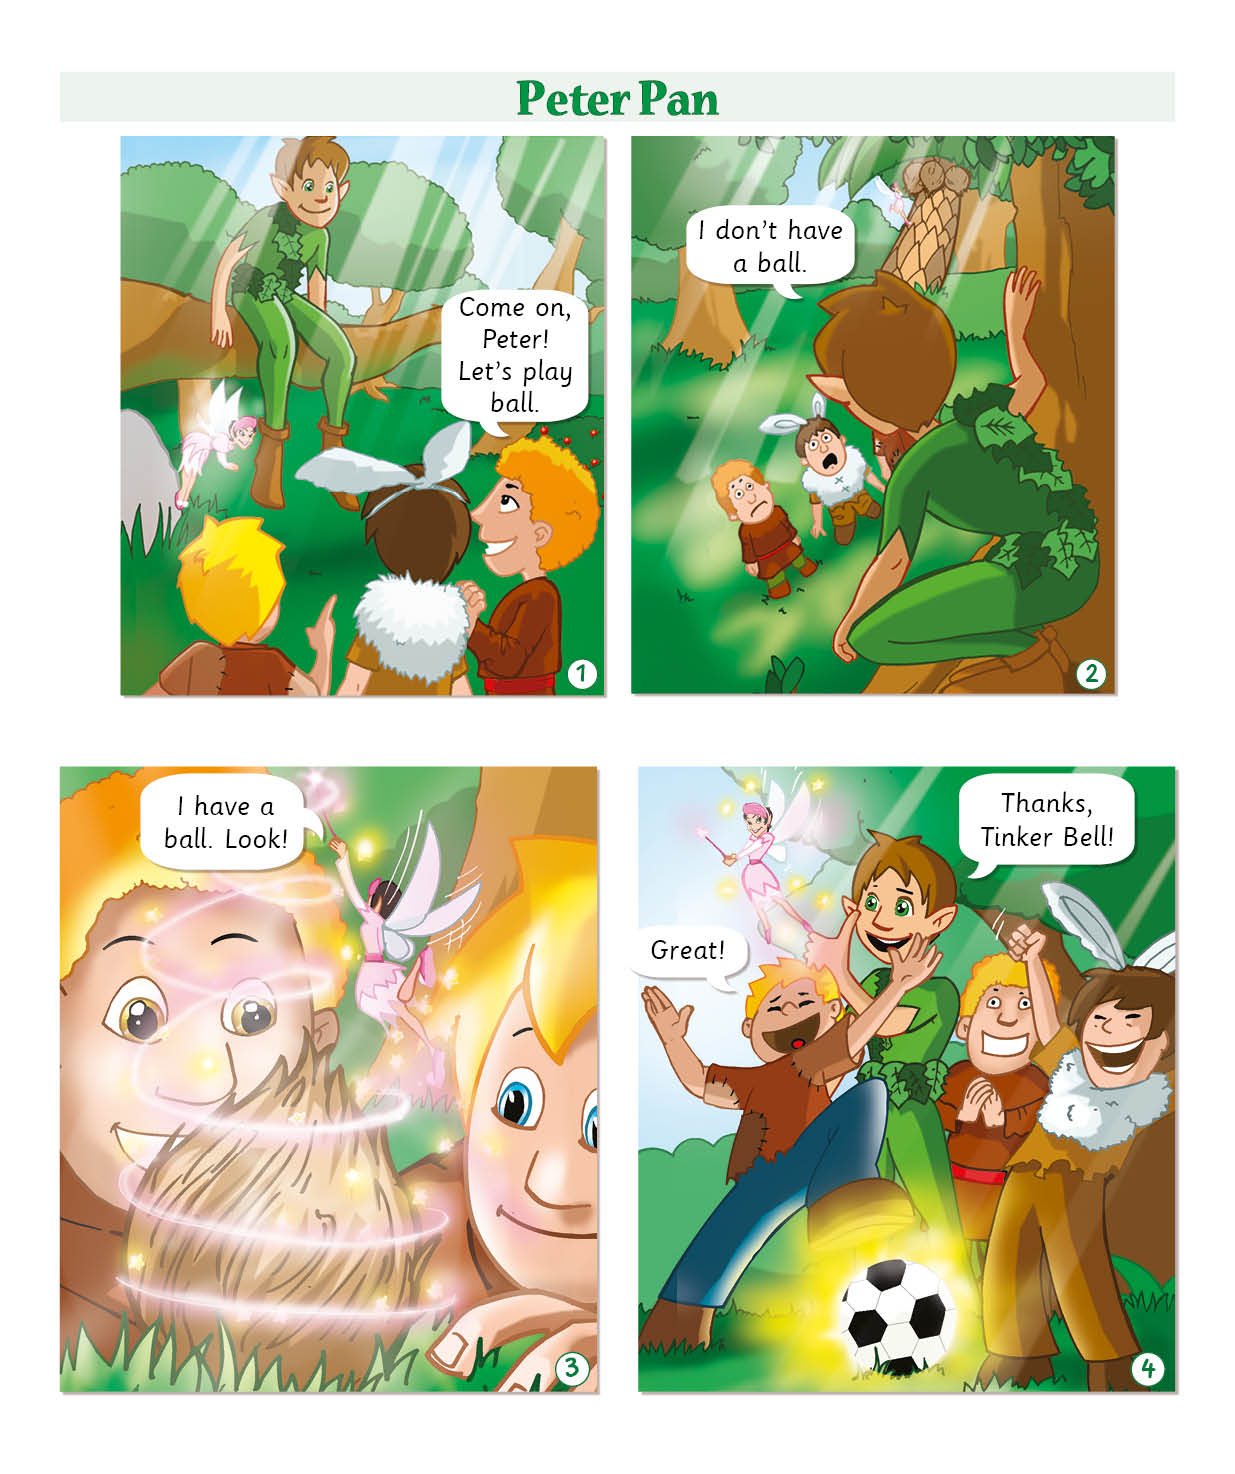 Peter Pan
Come on,
Peter!
Let's play
ball.
1
I don't have
a ball.
2
I have a
ball. Look!
3
Thanks,
Tinker Bell!
Great!
4